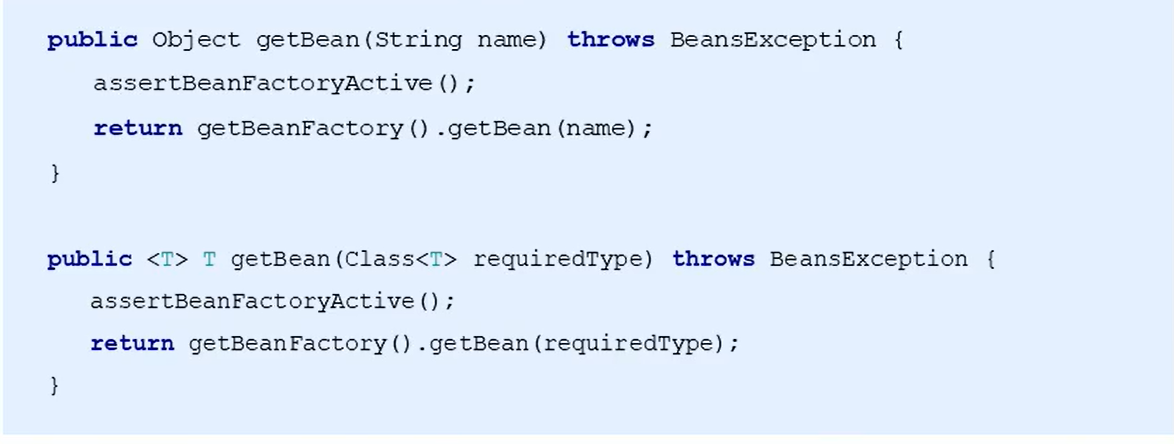 public Object getBean(String name) throws BeansException {
assertBeanFactoryActive();
return getBeanFactory().getBean(name);
}
public <T> T getBean(Class<T> requiredType) throws BeansException {
assertBeanFactoryActive();
return getBeanFactory().getBean(requiredType);
}